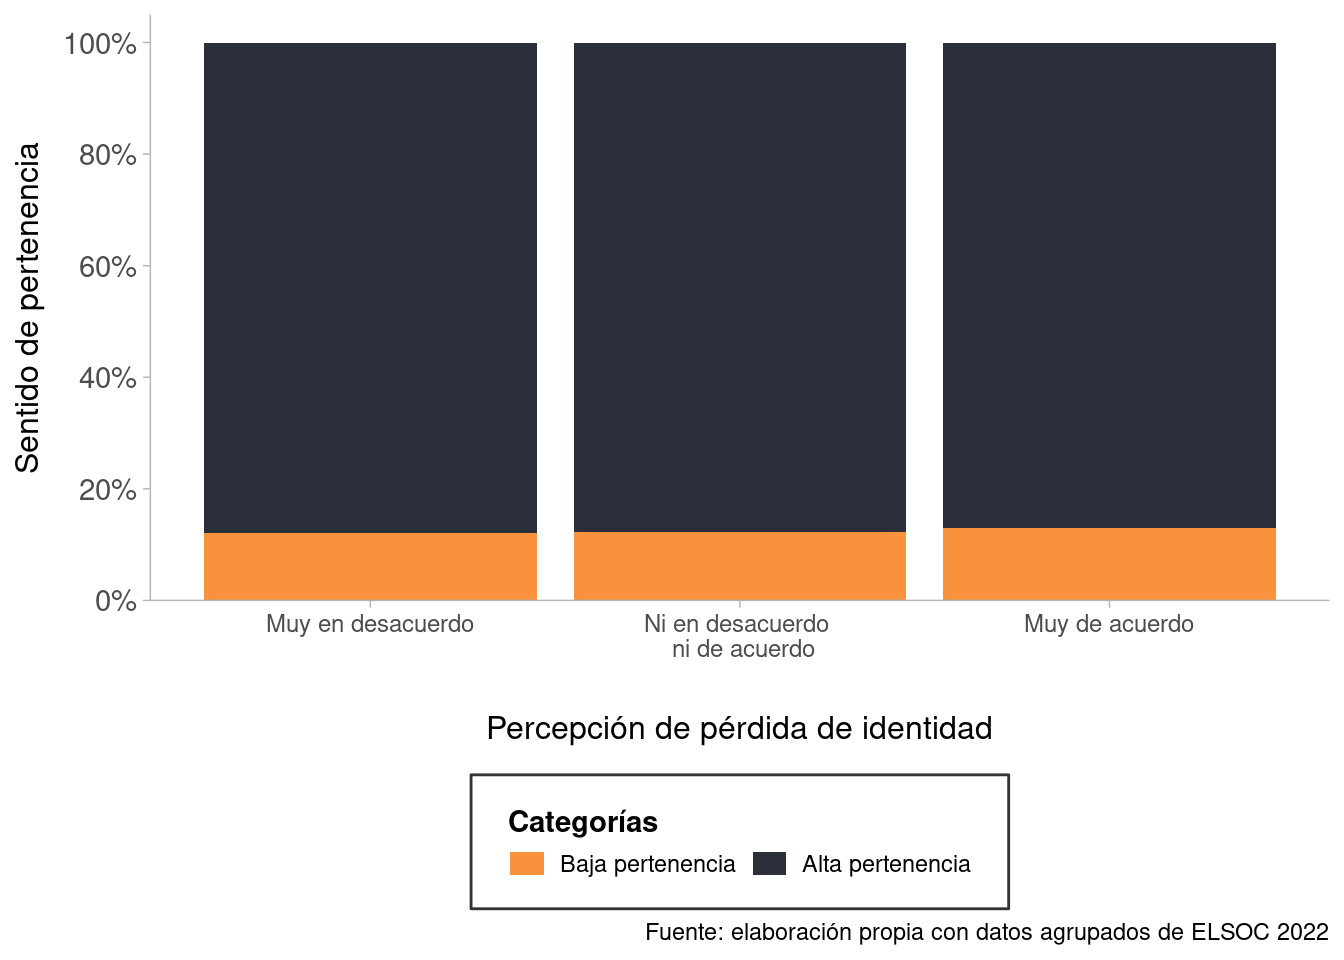 Sentido de pertenencia
100%
80%
60%
40%
20%
0%
Muy en desacuerdo
Ni en desacuerdo
ni de acuerdo
Muy de acuerdo
Percepción de pérdida de identidad
Categorías
Baja pertenencia
Alta pertenencia
Fuente: elaboración propia con datos agrupados de ELSOC 2022